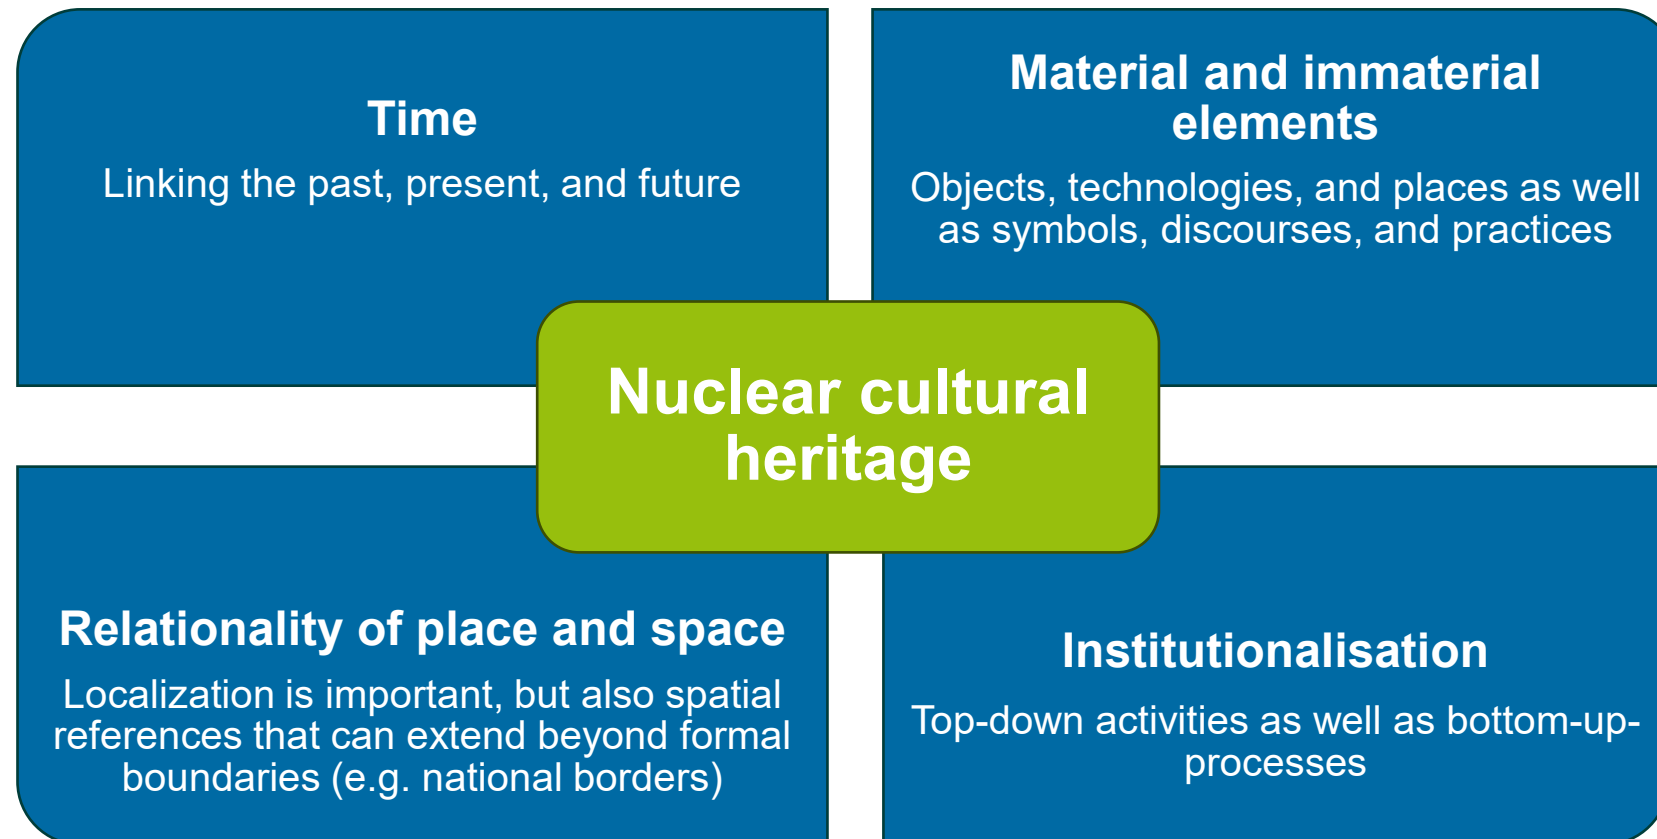 Time
Linking the past, present, and future
Material and immaterial
elements
Objects, technologies, and places as well
as symbols, discourses, and practices
Nuclear cultural
heritage
Relationality of place and space
Localization is important, but also spatial
references that can extend beyond formal
boundaries (e.g. national borders)
Institutionalisation
Top-down activities as well as bottom-up-
processes